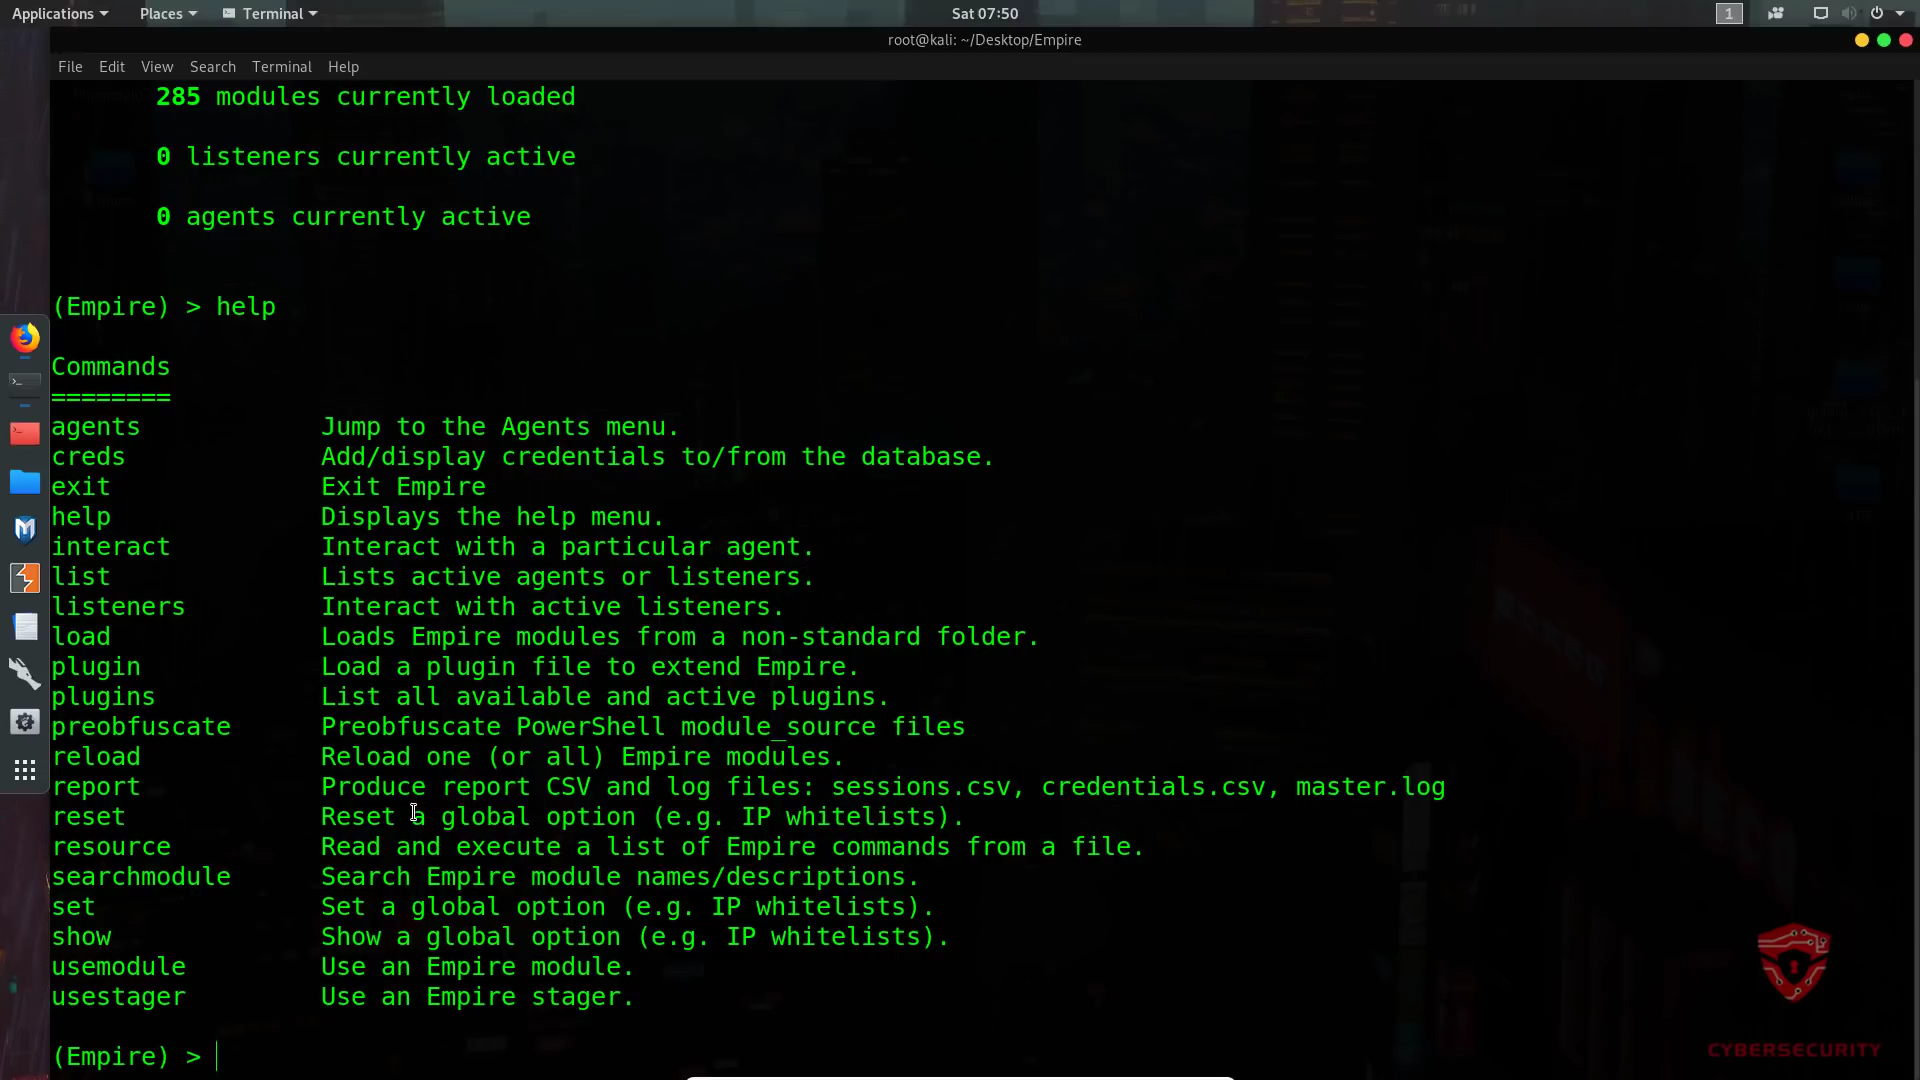 Applications Places Terminal Sat 07:50 1
root@kali: ~/Desktop/Empire
File Edit View Search Terminal Help
285 modules currently loaded
0 listeners currently active
0 agents currently active
(Empire) > help
Commands
========
agents Jump to the Agents menu.
creds Add/display credentials to/from the database.
exit Exit Empire
help Displays the help menu.
interact Interact with a particular agent.
list Lists active agents or listeners.
listeners Interact with active listeners.
load Loads Empire modules from a non-standard folder.
plugin Load a plugin file to extend Empire.
plugins List all available and active plugins.
preobfuscate Preobfuscate PowerShell module_source files
reload Reload one (or all) Empire modules.
report Produce report CSV and log files: sessions.csv, credentials.csv, master.log
reset Reset a global option (e.g. IP whitelists).
resource Read and execute a list of Empire commands from a file.
searchmodule Search Empire module names/descriptions.
set Set a global option (e.g. IP whitelists).
show Show a global option (e.g. IP whitelists).
usemodule Use an Empire module.
usestager Use an Empire stager.
(Empire) >
CYBERSECURITY